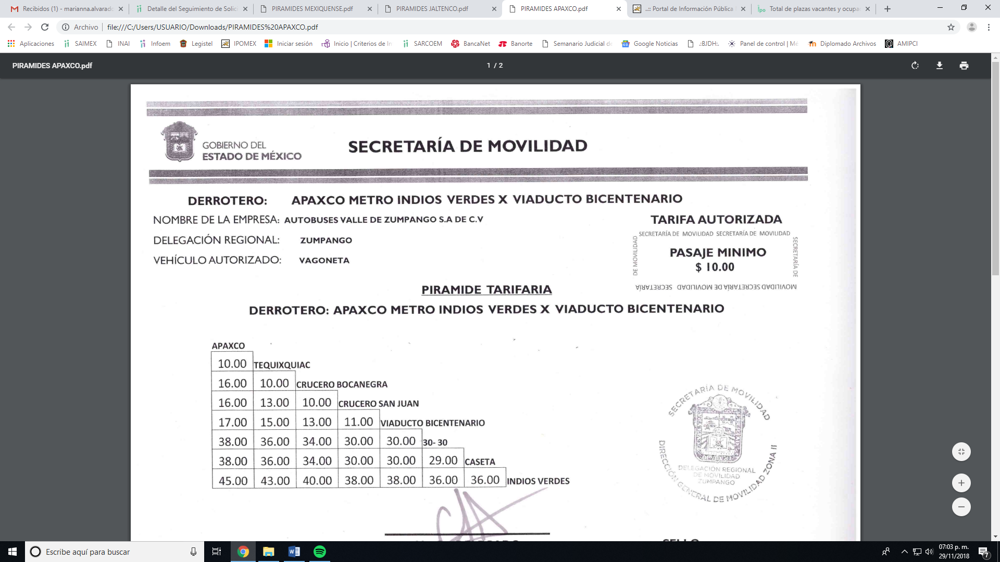 Recibidos (1) - marianna.alvarado
Detalle del Seguimiento de Solici
PIRAMIDES MEXIQUENSE.pdf
PIRAMIDES JALTENCO.pdf
PIRAMIDES APAXCO.pdf
..:: Portal de Información Pública
Total de plazas vacantes y ocupa
Archivo
file:///C:/Users/USUARIO/Downloads/PIRAMIDES%20APAXCO.pdf
Aplicaciones SAIMEX INAI Infoem Legistel IPOMEX Iniciar sesión Inicio | Criterios de In SARCOEM BancaNet Banorte Semanario Judicial de Google Noticias .:BJDH:. Panel de control | Mé Diplomado Archivos AMIPCI
PIRAMIDES APAXCO.pdf 1 / 2
GOBIERNO DEL
ESTADO DE MÉXICO
SECRETARÍA DE MOVILIDAD
DERROTERO: APAXCO METRO INDIOS VERDES X VIADUCTO BICENTENARIO
NOMBRE DE LA EMPRESA: AUTOBUSES VALLE DE ZUMPANGO S.A DE C.V
DELEGACIÓN REGIONAL: ZUMPANGO
VEHÍCULO AUTORIZADO: VAGONETA
TARIFA AUTORIZADA
SECRETARÍA DE MOVILIDAD SECRETARÍA DE MOVILIDAD
SECRETARÍA DE
MOVILIDAD SECRETARÍA DE MOVILIDAD SECRETARÍA
DE MOVILIDAD
PASAJE MINIMO
$ 10.00
PIRAMIDE TARIFARIA
DERROTERO: APAXCO METRO INDIOS VERDES X VIADUCTO BICENTENARIO
APAXCO
10.00 TEQUIXQUIAC
16.00 10.00 CRUCERO BOCANEGRA
16.00 13.00 10.00 CRUCERO SAN JUAN
17.00 15.00 13.00 11.00 VIADUCTO BICENTENARIO
38.00 36.00 34.00 30.00 30.00 30- 30
38.00 36.00 34.00 30.00 30.00 29.00 CASETA
45.00 43.00 40.00 38.00 38.00 36.00 36.00 INDIOS VERDES
SECRETARÍA DE MOVILIDAD
DELEGACIÓN REGIONAL
DE MOVILIDAD
ZUMPANGO
DIRECCIÓN GENERAL DE MOVILIDAD ZONA II
SELLO
Escribe aquí para buscar
07:03 p. m.
29/11/2018
7